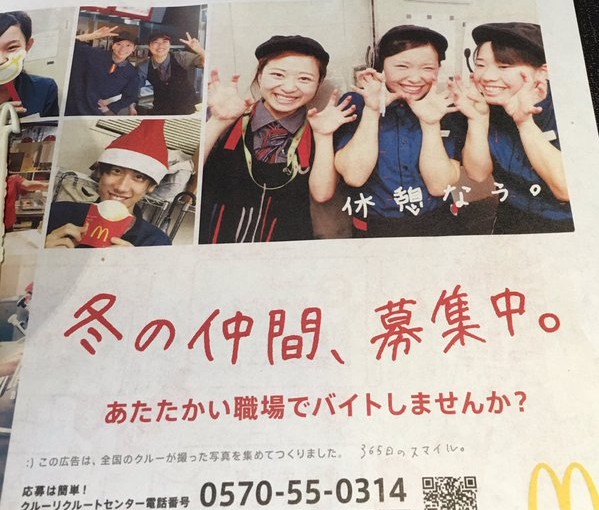 休憩なう。
冬の仲間、募集中。
あたたかい職場でバイトしませんか?
:) この広告は、全国のクルーが撮った写真を集めてつくりました。 365日のスマイル。
応募は簡単!
クルーリクルートセンター電話番号 0570-55-0314